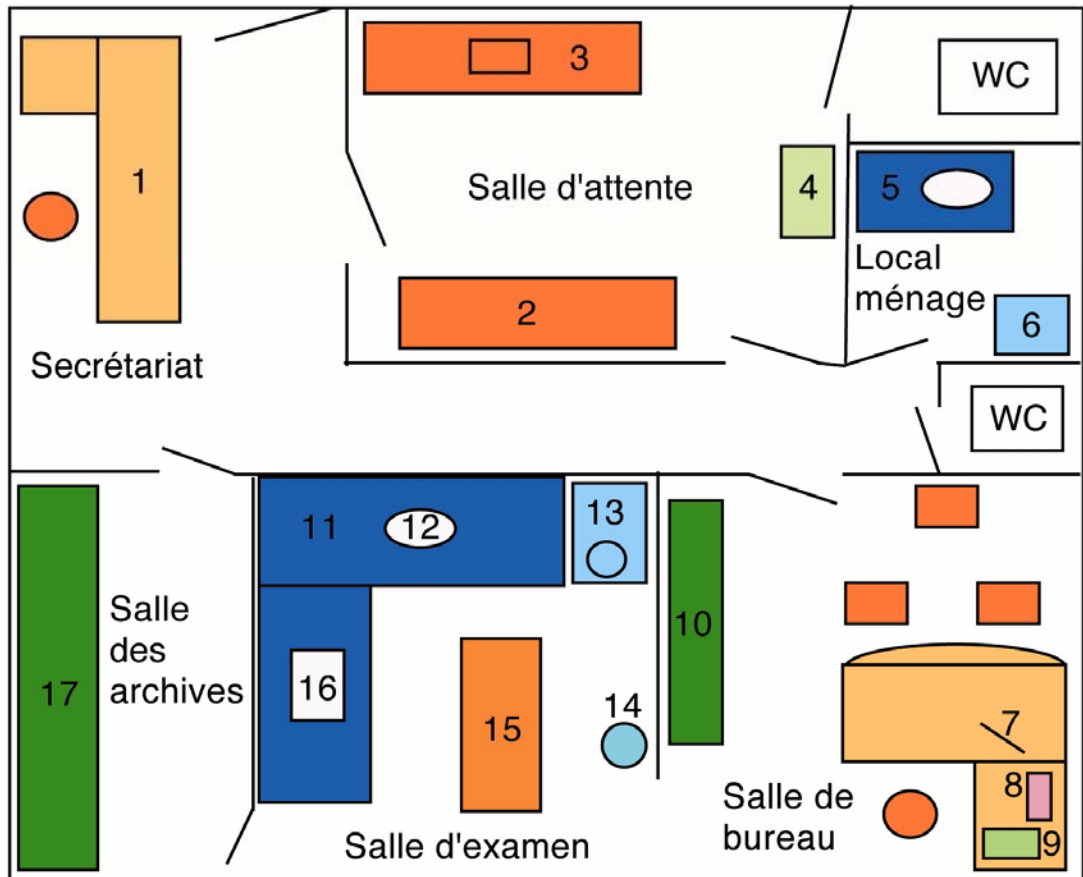 3
WC
1
Salle d'attente
4
5
Local
ménage
2
6
Secrétariat
WC
11
12
13
Salle
des
archives
10
17
16
15
14
7
8
Salle de
bureau
9
Salle d'examen